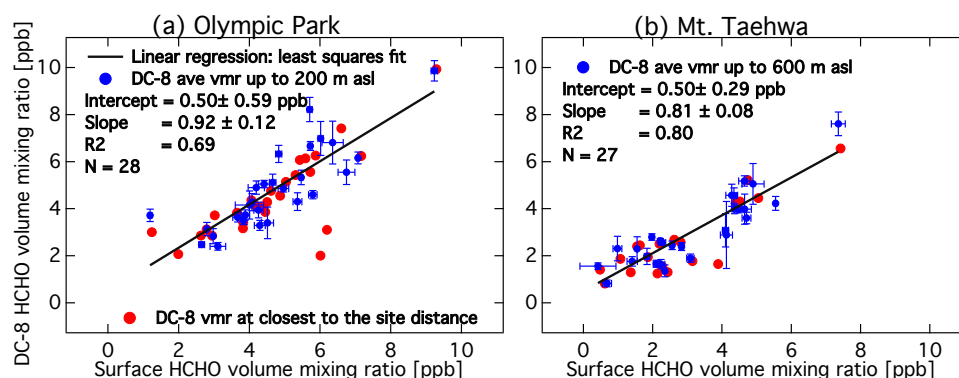 (a) Olympic Park
(b) Mt. Taehwa
DC-8 HCHO volume mixing ratio [ppb]
10
8
6
4
2
0
Linear regression: least squares fit
DC-8 ave vmr up to 200 m asl
Intercept = 0.50± 0.59 ppb
Slope = 0.92 ± 0.12
R2 = 0.69
N = 28
DC-8 vmr at closest to the site distance
0 2 4 6 8 10
Surface HCHO volume mixing ratio [ppb]
10
8
6
4
2
0
DC-8 ave vmr up to 600 m asl
Intercept = 0.50± 0.29 ppb
Slope = 0.81 ± 0.08
R2 = 0.80
N = 27
0 2 4 6 8 10
Surface HCHO volume mixing ratio [ppb]